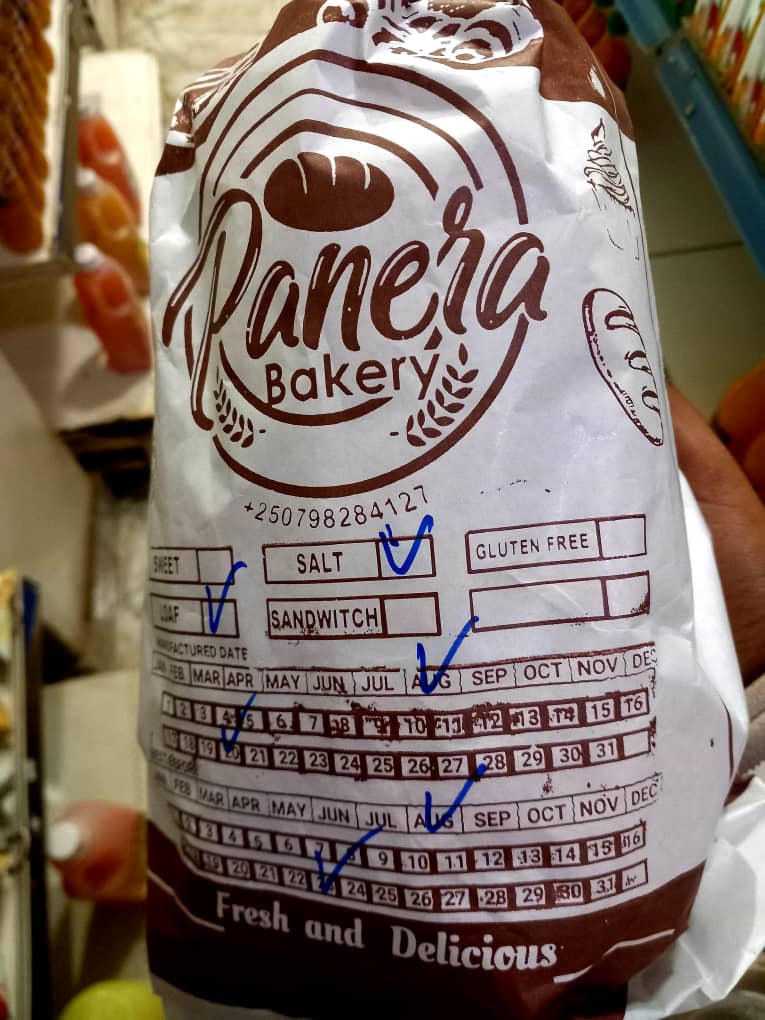 Panera
Bakery
+250798284127
SWEET SALT GLUTEN FREE
LOAF SANDWITCH
MANUFACTURED DATE
JAN FEB MAR APR MAY JUN JUL AUG SEP OCT NOV DEC
1 2 3 4 5 6 7 8 9 10 11 12 13 14 15 16
17 18 19 20 21 22 23 24 25 26 27 28 29 30 31
JAN FEB MAR APR MAY JUN JUL AUG SEP OCT NOV DEC
2 3 4 5 6 7 8 9 10 11 12 13 14 15 16
19 20 21 22 24 25 26 27 28 29 30 31
Fresh and Delicious